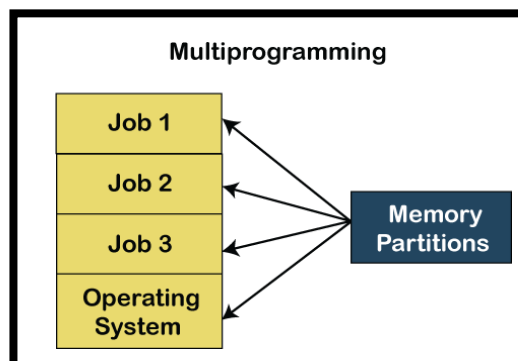 Multiprogramming
Job 1
Job 2
Job 3
Operating
System
Memory
Partitions